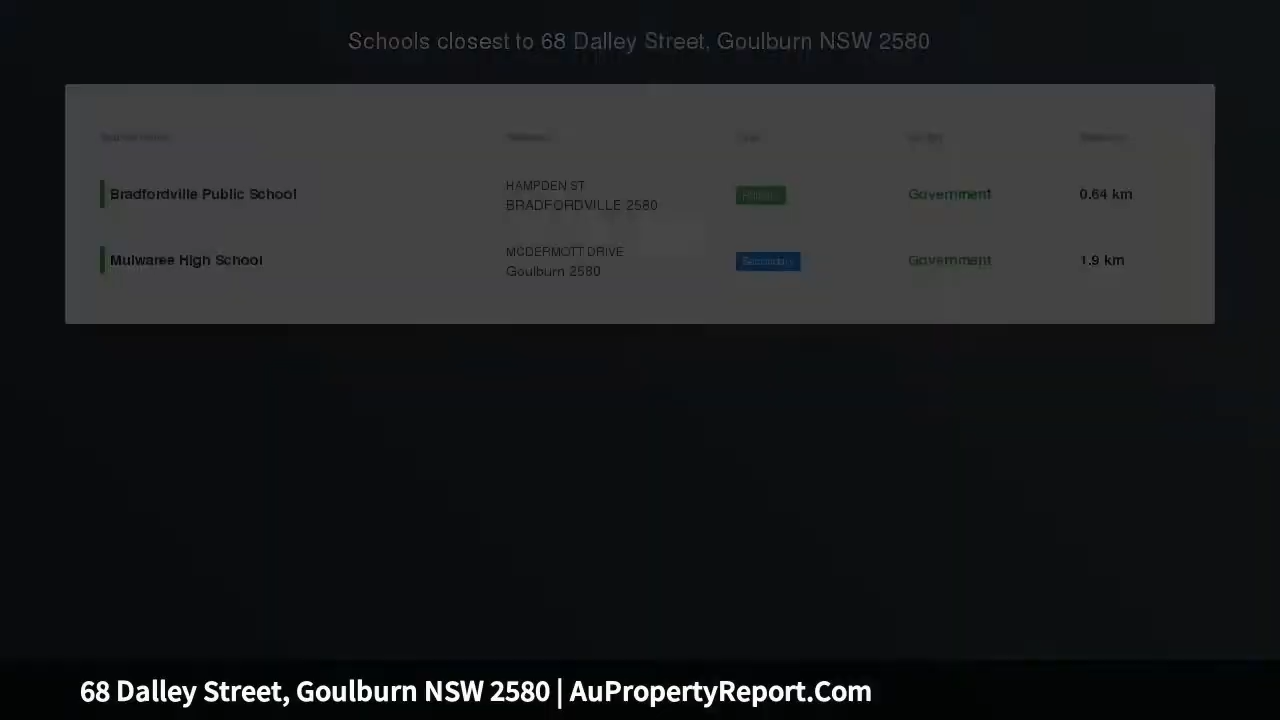 Schools closest to 68 Dalley Street, Goulburn NSW 2580
Bradfordville Public School
HAMPDEN ST
BRADFORDVILLE 2580
Primary
Government
0.64 km
Mulwaree High School
MCDERMOTT DRIVE
Goulburn 2580
Secondary
Government
1.9 km
68 Dalley Street, Goulburn NSW 2580 | AuPropertyReport.Com